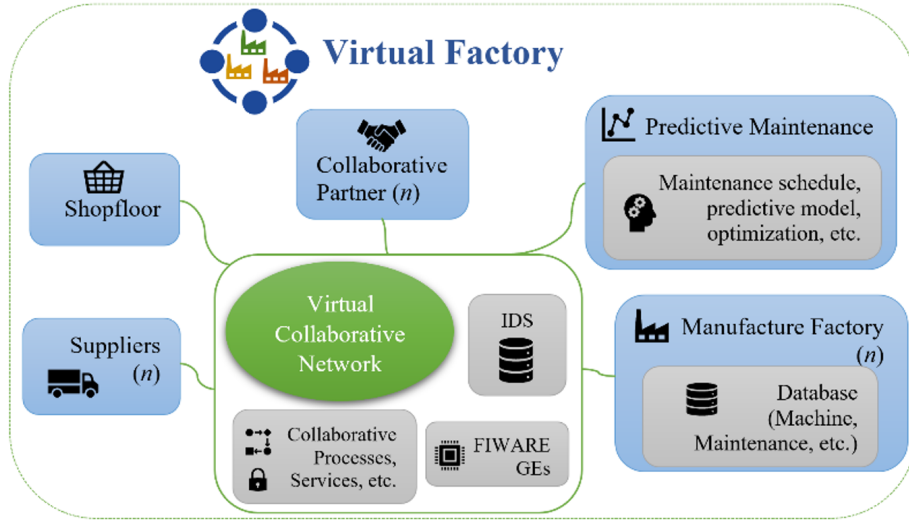 Virtual Factory
Collaborative
Partner (n)
Predictive Maintenance
Maintenance schedule,
predictive model,
optimization, etc.
Shopfloor
Virtual
Collaborative
Network
IDS
Suppliers
(n)
Manufacture Factory
(n)
Database
(Machine,
Maintenance, etc.)
Collaborative
Processes,
Services, etc.
FIWARE
GEs